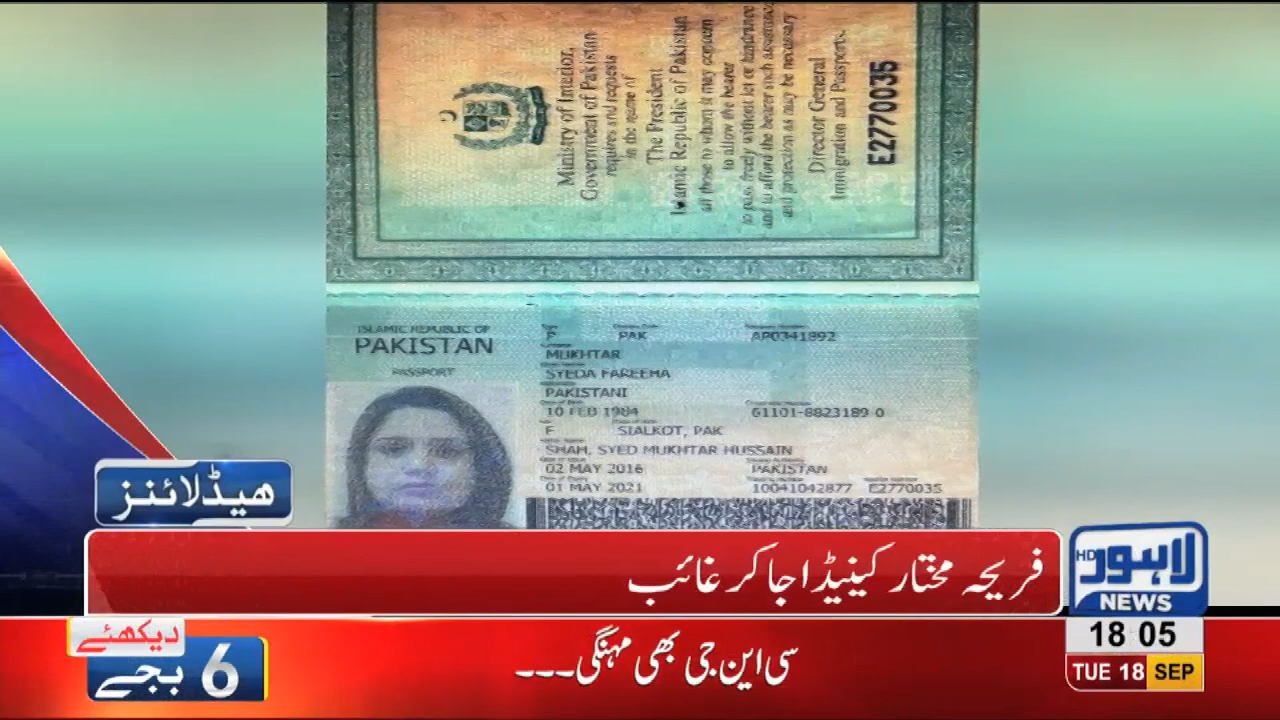 Ministry of Interior,
Government of Pakistan
requires and requests
in the name of
The President
Islamic Republic of Pakistan
all those to whom it may concern
to allow the bearer
to pass freely without let or hindrance
and to afford the bearer such assistance
and protection as may be necessary
Director General
Immigration and Passports.
E2770035
ISLAMIC REPUBLIC OF
PAKISTAN
PASSPORT
P PAK AP0341892
MUKHTAR
SYEDA FAREEHA
PAKISTANI
10 FEB 1984 61101-8823189-0
F SIALKOT, PAK
SHAH, SYED MUKHTAR HUSSAIN
02 MAY 2016 PAKISTAN
01 MAY 2021 10041042877 E2770035
ھیڈلائنز
فریحہ مختار کینیڈا جا کر غائب
لاہور HD
NEWS
دیکھئے
6 بجے
سی این جی بھی مہنگی ۔۔۔
18 05
TUE 18 SEP